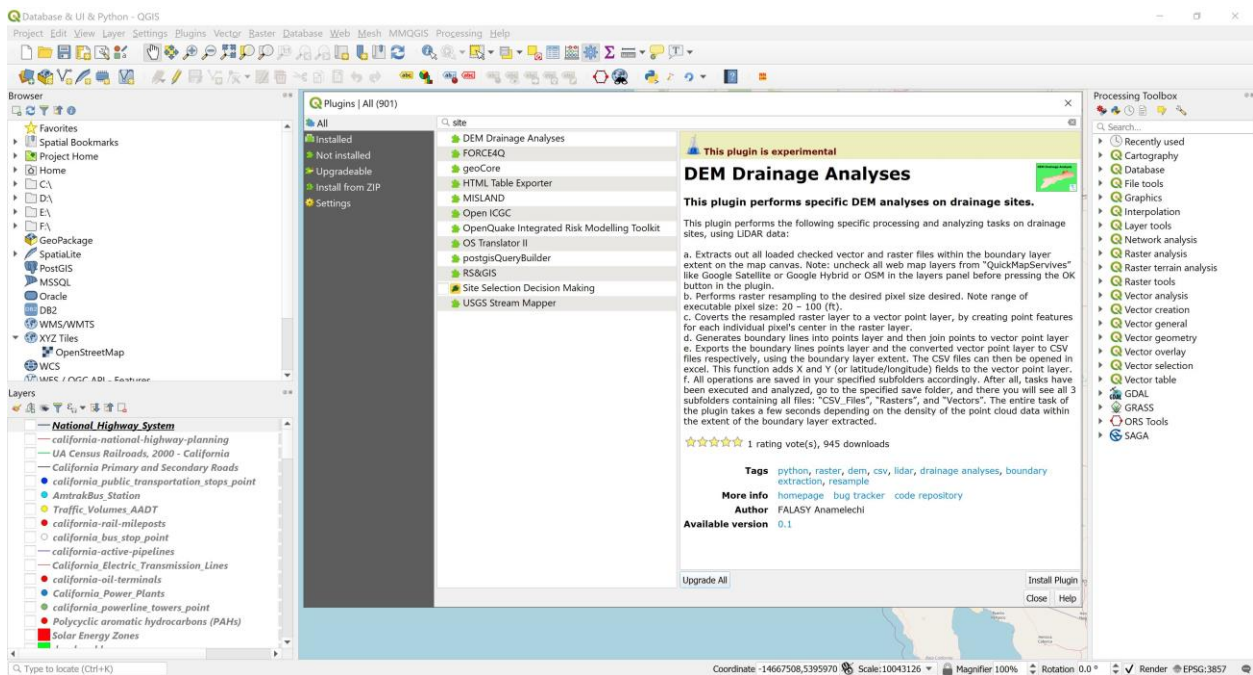 Database & UI & Python - QGIS
Project Edit View Layer Settings Plugins Vector Raster Database Web Mesh MMQGIS Processing Help
Browser
Favorites
Spatial Bookmarks
Project Home
Home
C:\
D:\
E:\
F:\
GeoPackage
SpatiaLite
PostGIS
MSSQL
Oracle
DB2
WMS/WMTS
XYZ Tiles
OpenStreetMap
WCS
WFS / OGC API - Features
Layers
National_Highway_System
california-national-highway-planning
UA Census Railroads, 2000 - California
California Primary and Secondary Roads
california_public_transportation_stops_point
AmtrakBus_Station
Traffic_Volumes_AADT
california-rail-mileposts
california_bus_stop_point
california-active-pipelines
California_Electric_Transmission_Lines
california-oil-terminals
California_Power_Plants
california_powerline_towers_point
Polycyclic aromatic hydrocarbons (PAHs)
Solar Energy Zones
Plugins | All (901)
All
Installed
Not installed
Upgradeable
Install from ZIP
Settings
site
DEM Drainage Analyses
FORCE4Q
geoCore
HTML Table Exporter
MISLAND
Open ICGC
OpenQuake Integrated Risk Modelling Toolkit
OS Translator II
postgisQueryBuilder
RS&GIS
Site Selection Decision Making
USGS Stream Mapper
This plugin is experimental
DEM Drainage Analyses
This plugin performs specific DEM analyses on drainage sites.
This plugin performs the following specific processing and analyzing tasks on drainage
sites, using LiDAR data:
a. Extracts out all loaded checked vector and raster files within the boundary layer
extent on the map canvas. Note: uncheck all web map layers from "QuickMapServives"
like Google Satellite or Google Hybrid or OSM in the layers panel before pressing the OK
button in the plugin.
b. Performs raster resampling to the desired pixel size desired. Note range of
executable pixel size: 20 – 100 (ft).
c. Coverts the resampled raster layer to a vector point layer, by creating point features
for each individual pixel's center in the raster layer.
d. Generates boundary lines into points layer and then join points to vector point layer
e. Exports the boundary lines points layer and the converted vector point layer to CSV
files respectively, using the boundary layer extent. The CSV files can then be opened in
excel. This function adds X and Y (or latitude/longitude) fields to the vector point layer.
f. All operations are saved in your specified subfolders accordingly. After all, tasks have
been executed and analyzed, go to the specified save folder, and there you will see all 3
subfolders containing all files: "CSV_Files", "Rasters", and "Vectors". The entire task of
the plugin takes a few seconds depending on the density of the point cloud data within
the extent of the boundary layer extracted.
1 rating vote(s), 945 downloads
Tags python, raster, dem, csv, lidar, drainage analyses, boundary
extraction, resample
More info homepage bug tracker code repository
Author FALASY Anamelechi
Available version 0.1
Upgrade All
Install Plugin
Close Help
Processing Toolbox
Search...
Recently used
Cartography
Database
File tools
Graphics
Interpolation
Layer tools
Network analysis
Raster analysis
Raster terrain analysis
Raster tools
Vector analysis
Vector creation
Vector general
Vector geometry
Vector overlay
Vector selection
Vector table
GDAL
GRASS
ORS Tools
SAGA
Type to locate (Ctrl+K)
Coordinate -14667508,5395970 Scale:10043126 Magnifier 100% Rotation 0.0 ° Render EPSG:3857